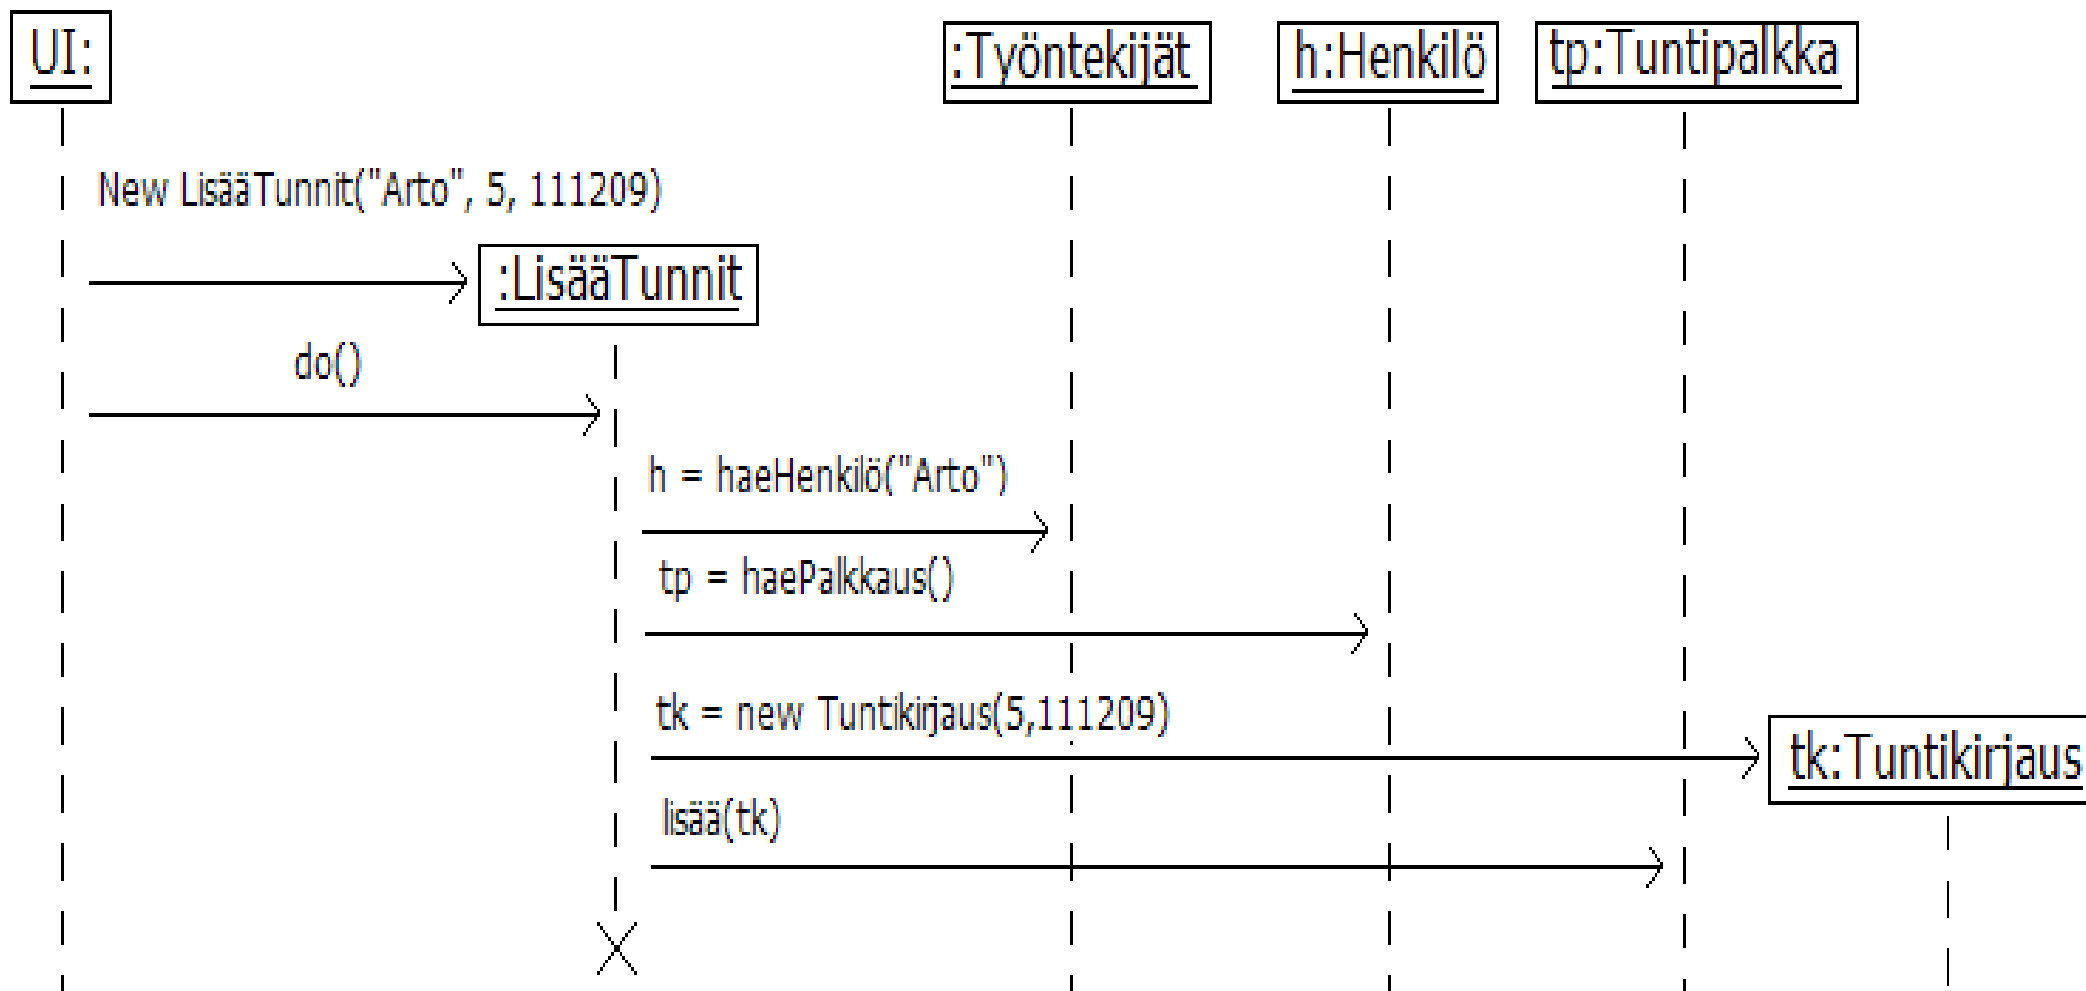 UI:
:Työntekijät
h:Henkilö
tp:Tuntipalkka
New LisääTunnit("Arto", 5, 111209)
:LisääTunnit
do()
h = haeHenkilö("Arto")
tp = haePalkkaus()
tk = new Tuntikirjaus(5,111209)
tk:Tuntikirjaus
lisää(tk)